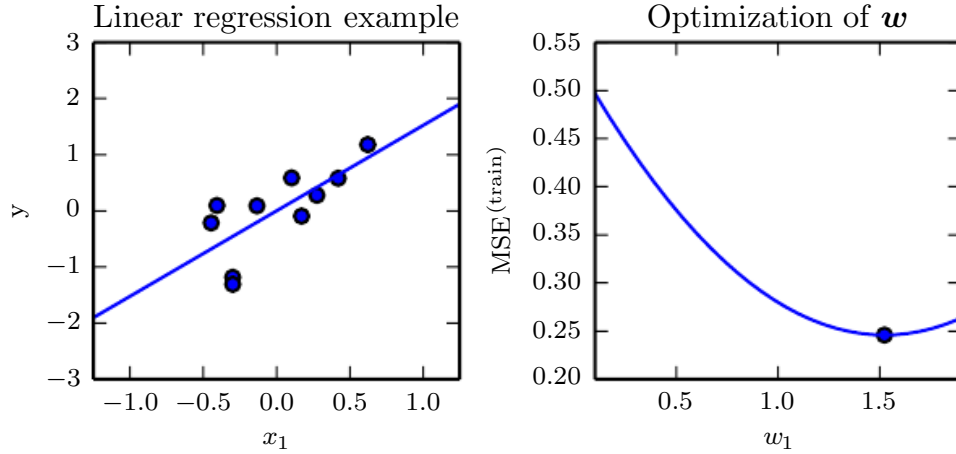 Linear regression example
3
2
1
0
−1
−2
−3
y
−1.0 −0.5 0.0 0.5 1.0
x₁
Optimization of w
0.55
0.50
0.45
0.40
0.35
0.30
0.25
0.20
MSE⁽ᵗʳᵃⁱⁿ⁾
0.5 1.0 1.5
w₁